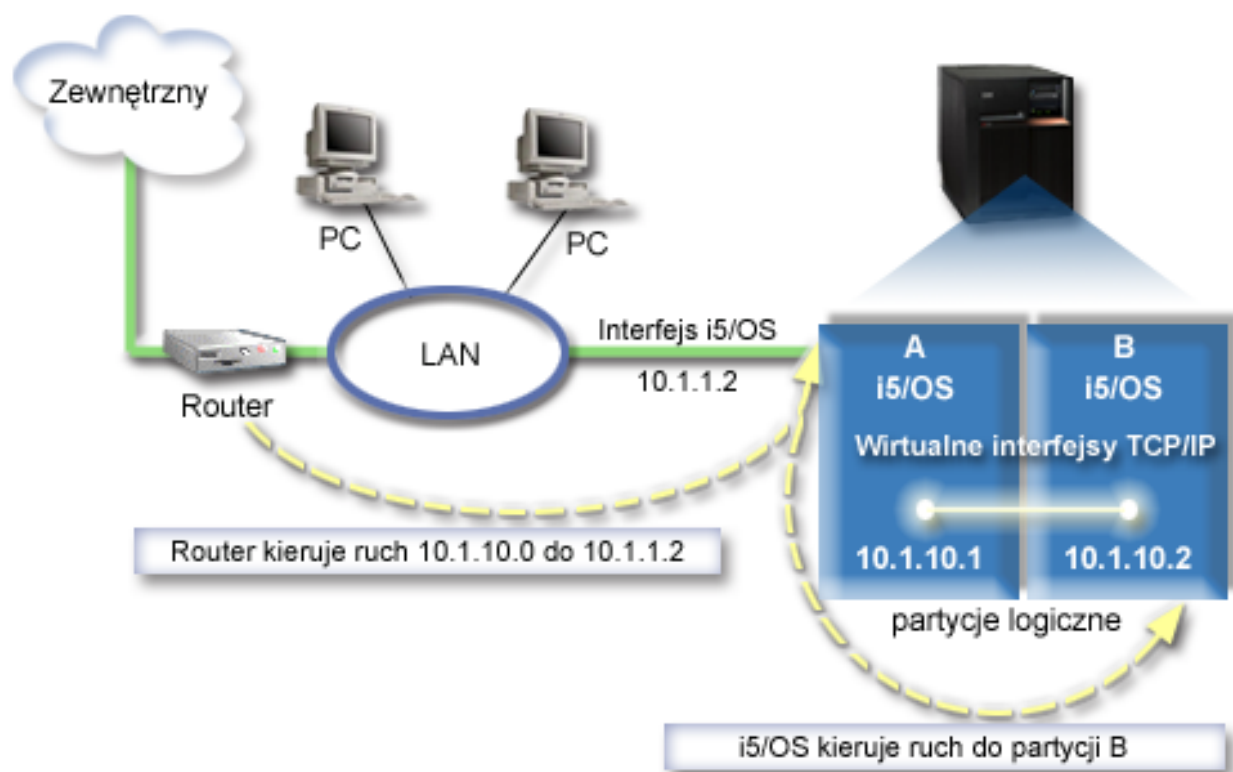 Zewnętrzny
PC
PC
LAN
Router
Interfejs i5/OS
10.1.1.2
A
i5/OS
B
i5/OS
Wirtualne interfejsy TCP/IP
10.1.10.1
10.1.10.2
partycje logiczne
Router kieruje ruch 10.1.10.0 do 10.1.1.2
i5/OS kieruje ruch do partycji B